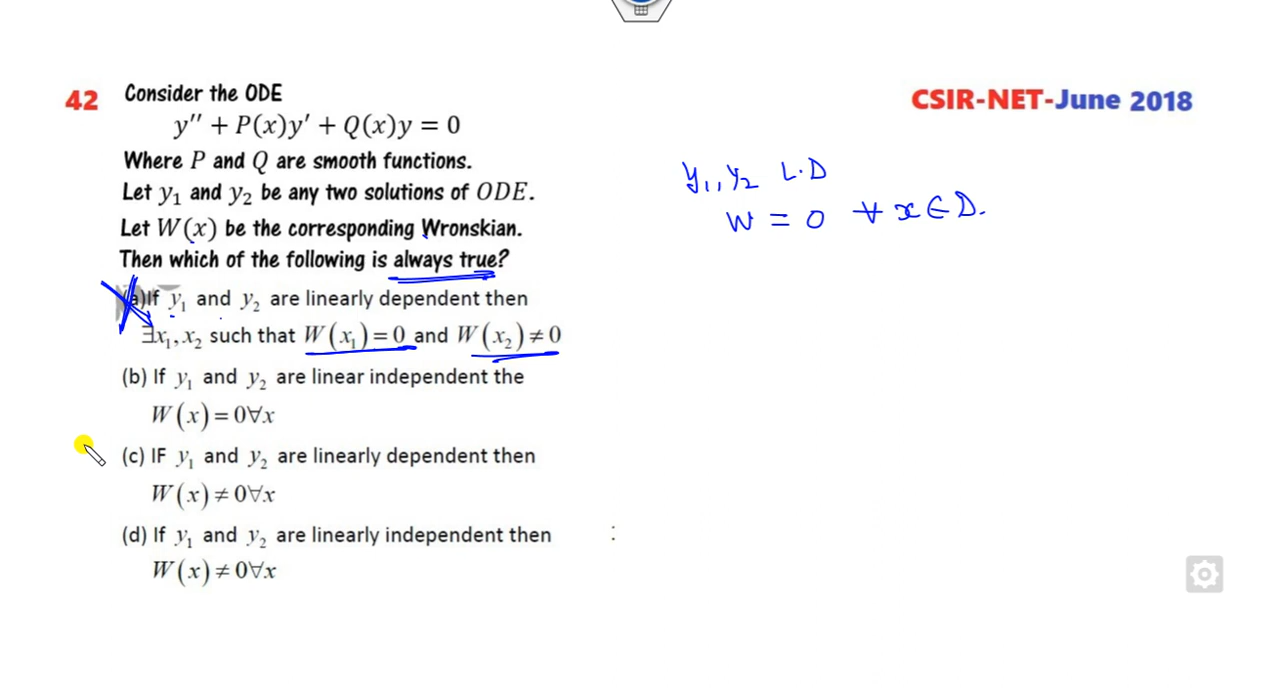 42 Consider the ODE
CSIR-NET-June 2018
y″ + P(x)y′ + Q(x)y = 0
Where P and Q are smooth functions.
Let y₁ and y₂ be any two solutions of ODE.
Let W(x) be the corresponding Wronskian.
Then which of the following is always true?
(a)If y₁ and y₂ are linearly dependent then
∃x₁, x₂ such that W(x₁)=0 and W(x₂)≠0
(b) If y₁ and y₂ are linear independent the
W(x)=0∀x
(c) IF y₁ and y₂ are linearly dependent then
W(x)≠0∀x
(d) If y₁ and y₂ are linearly independent then :
W(x)≠0∀x
y₁, y₂ L.D
W = 0 ∀ x ∈ D.